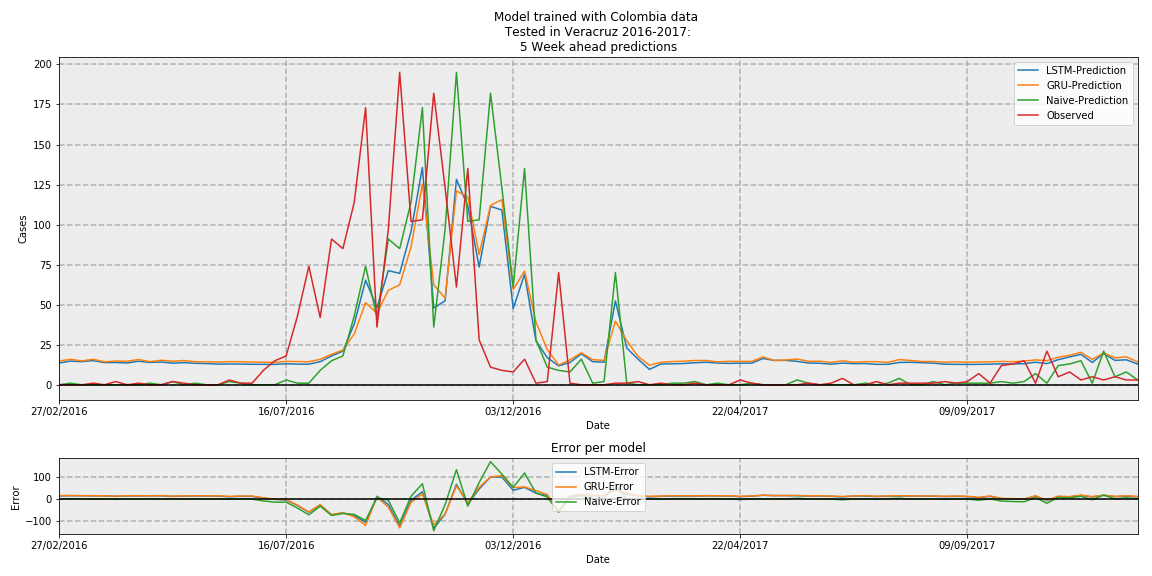 Model trained with Colombia data
Tested in Veracruz 2016-2017:
5 Week ahead predictions
200
175
150
125
100
75
50
25
0
Cases
LSTM-Prediction
GRU-Prediction
Naive-Prediction
Observed
27/02/2016
16/07/2016
03/12/2016
22/04/2017
09/09/2017
Date
Error per model
100
0
−100
Error
LSTM-Error
GRU-Error
Naive-Error
27/02/2016
16/07/2016
03/12/2016
22/04/2017
09/09/2017
Date